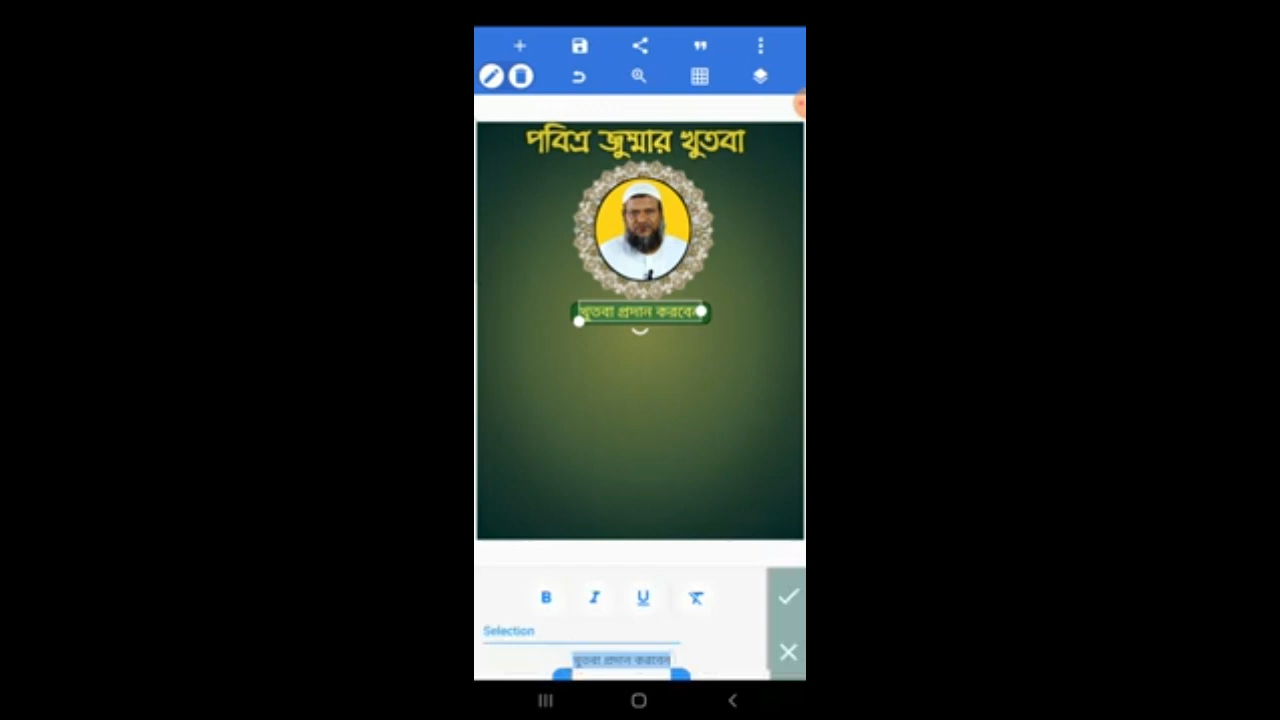 পবিত্র জুম্মার খুতবা
খুতবা প্রদান করবেন
B I U
Selection
খুতবা প্রদান করবেন